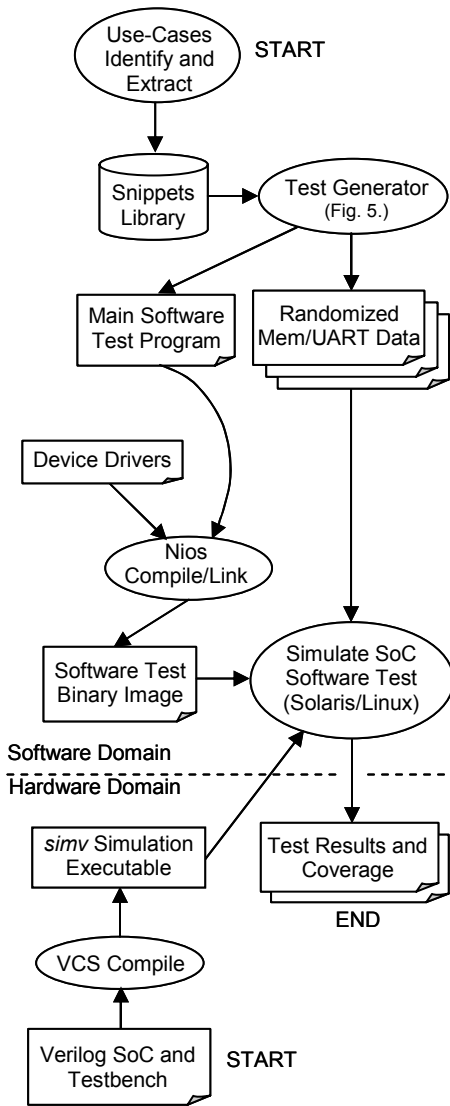 Use-Cases
Identify and
Extract
START
Snippets
Library
Test Generator
(Fig. 5.)
Main Software
Test Program
Randomized
Mem/UART Data
Device Drivers
Nios
Compile/Link
Software Test
Binary Image
Simulate SoC
Software Test
(Solaris/Linux)
Software Domain
Hardware Domain
simv Simulation
Executable
Test Results and
Coverage
END
VCS Compile
Verilog SoC and
Testbench
START